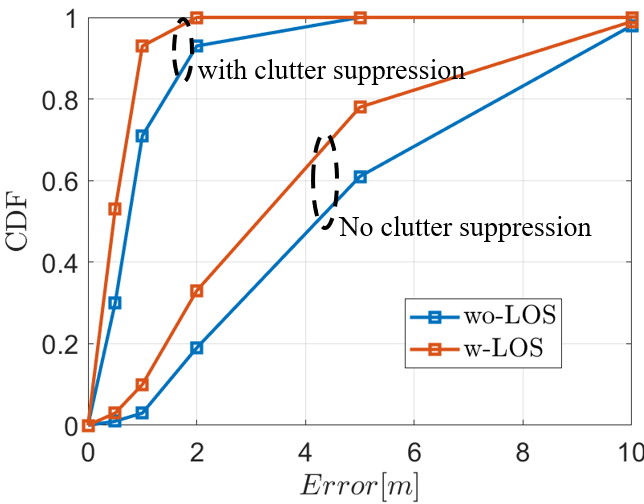 1
0.8
0.6
0.4
0.2
0
CDF
with clutter suppression
No clutter suppression
wo-LOS
w-LOS
0 2 4 6 8 10
Error[m]